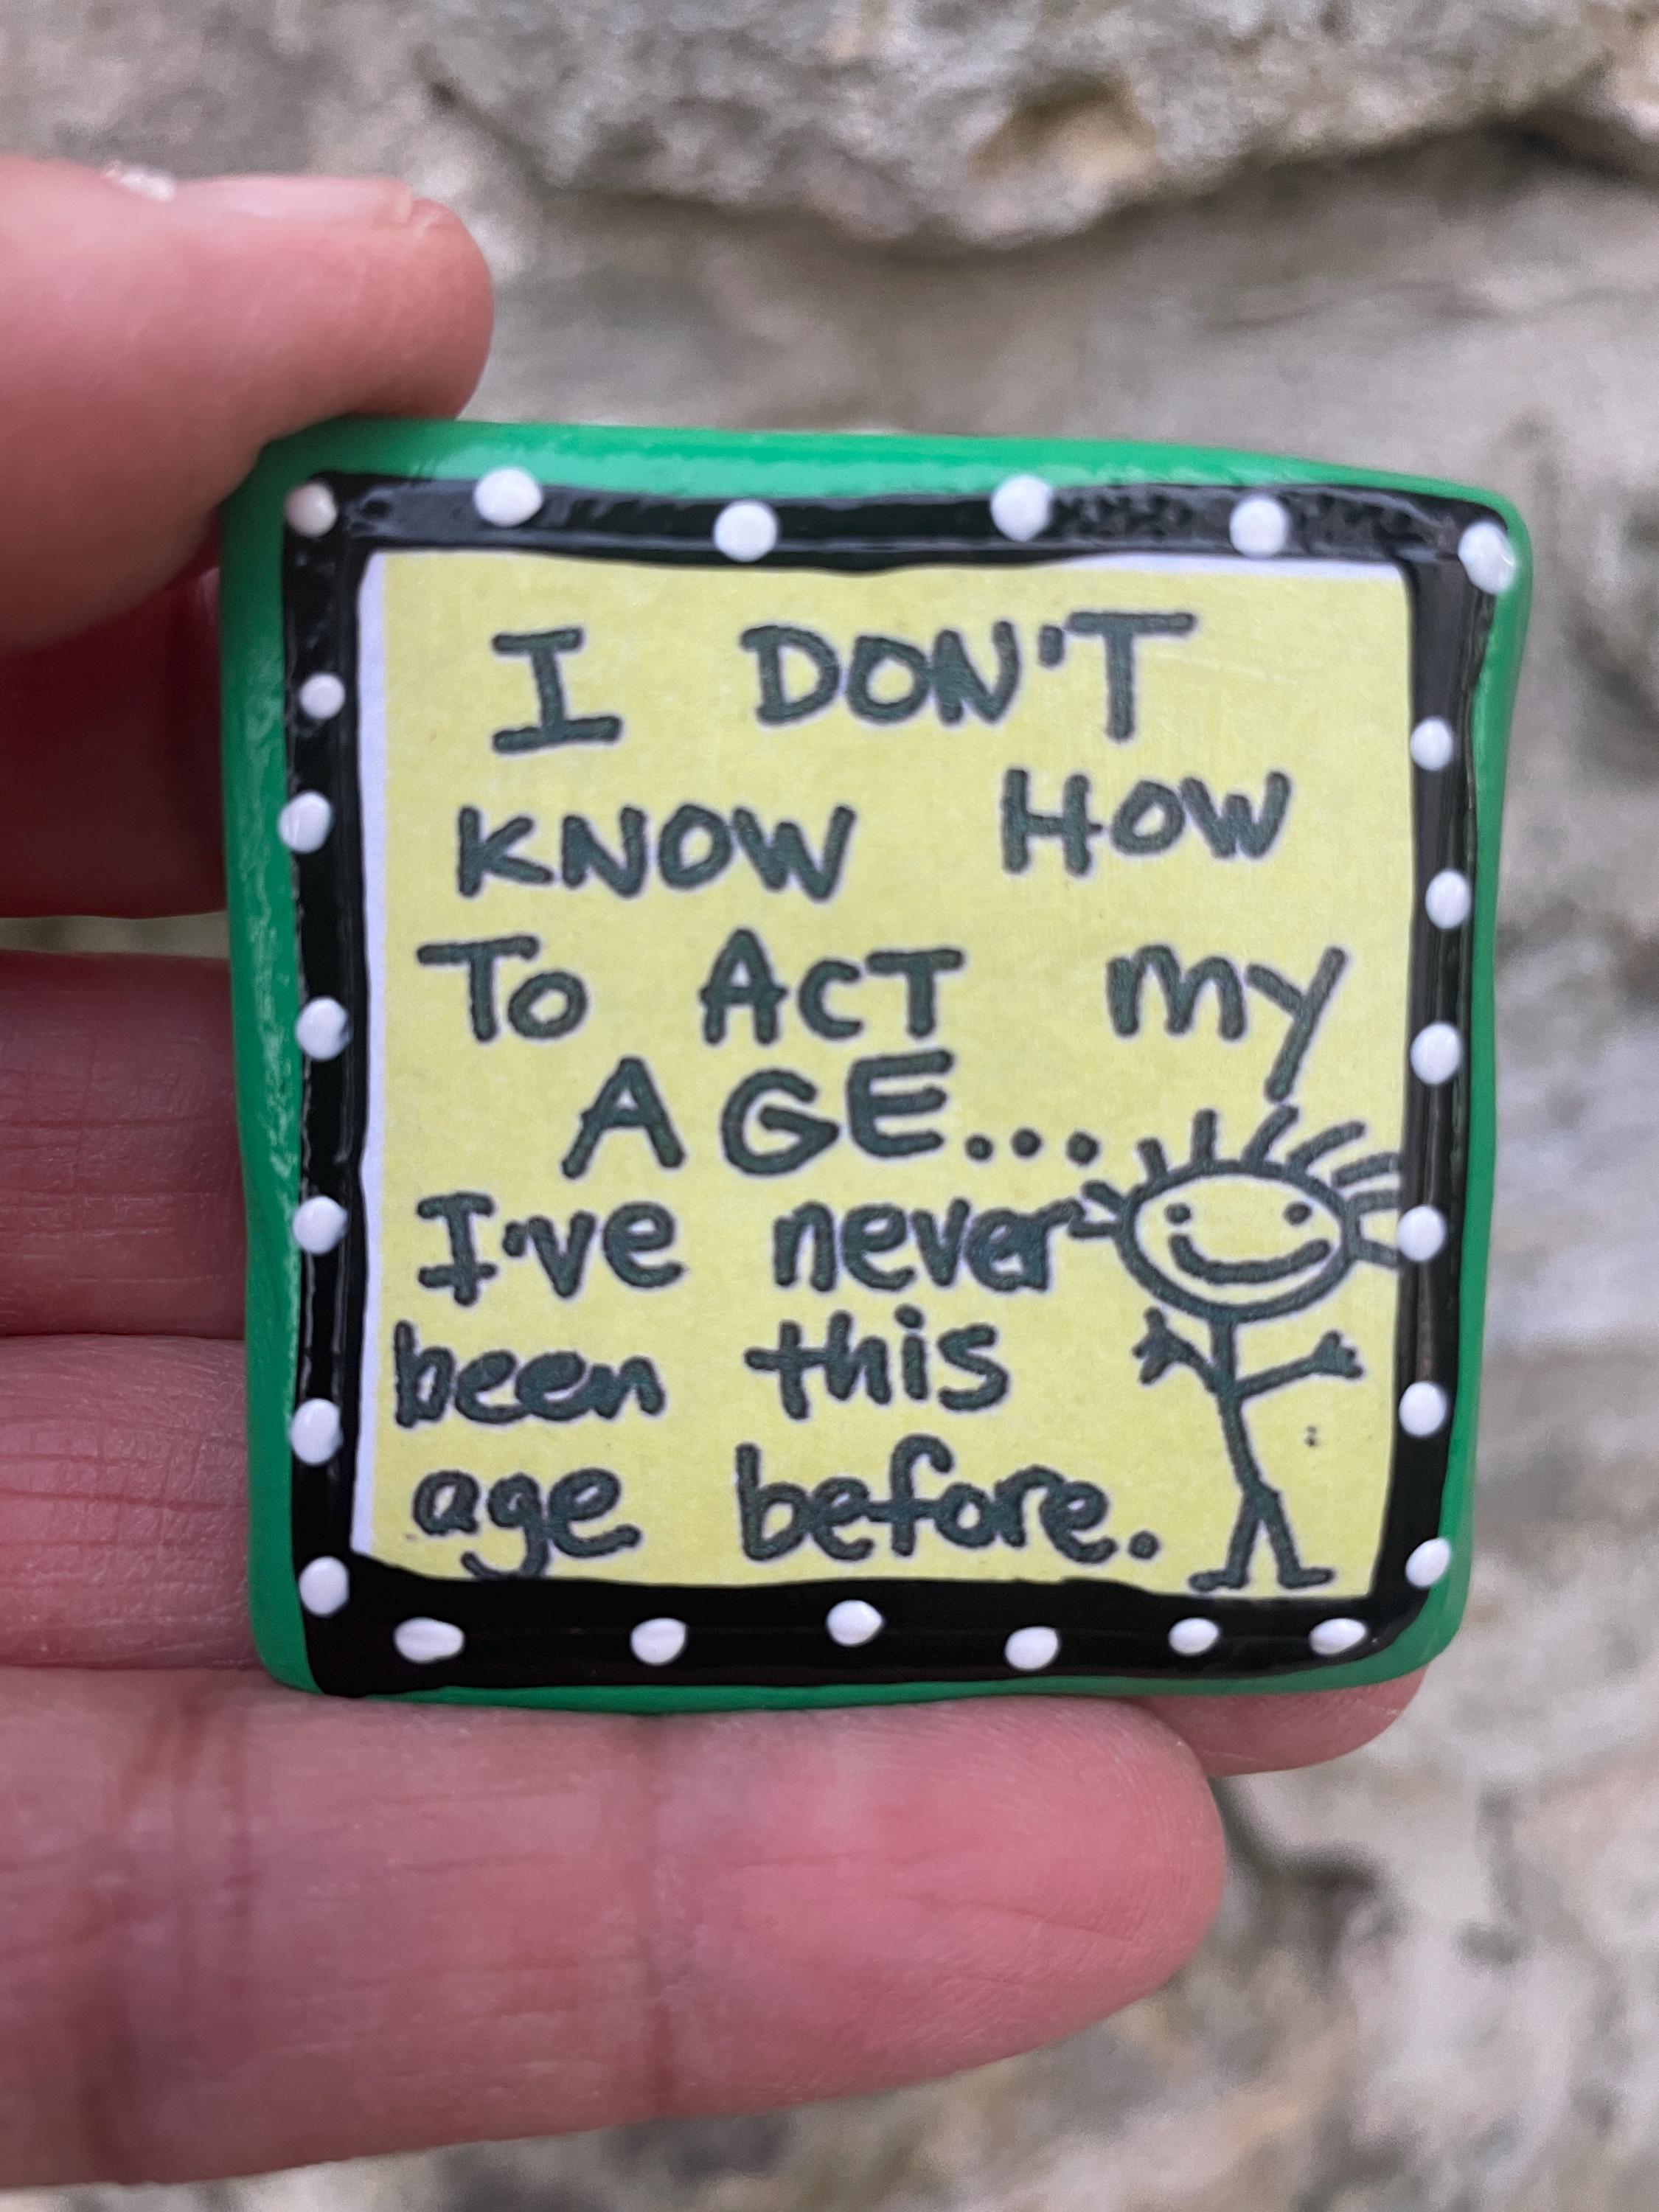 I DON'T
KNOW HOW
To ACT my
AGE...
I've never
been this
age before.